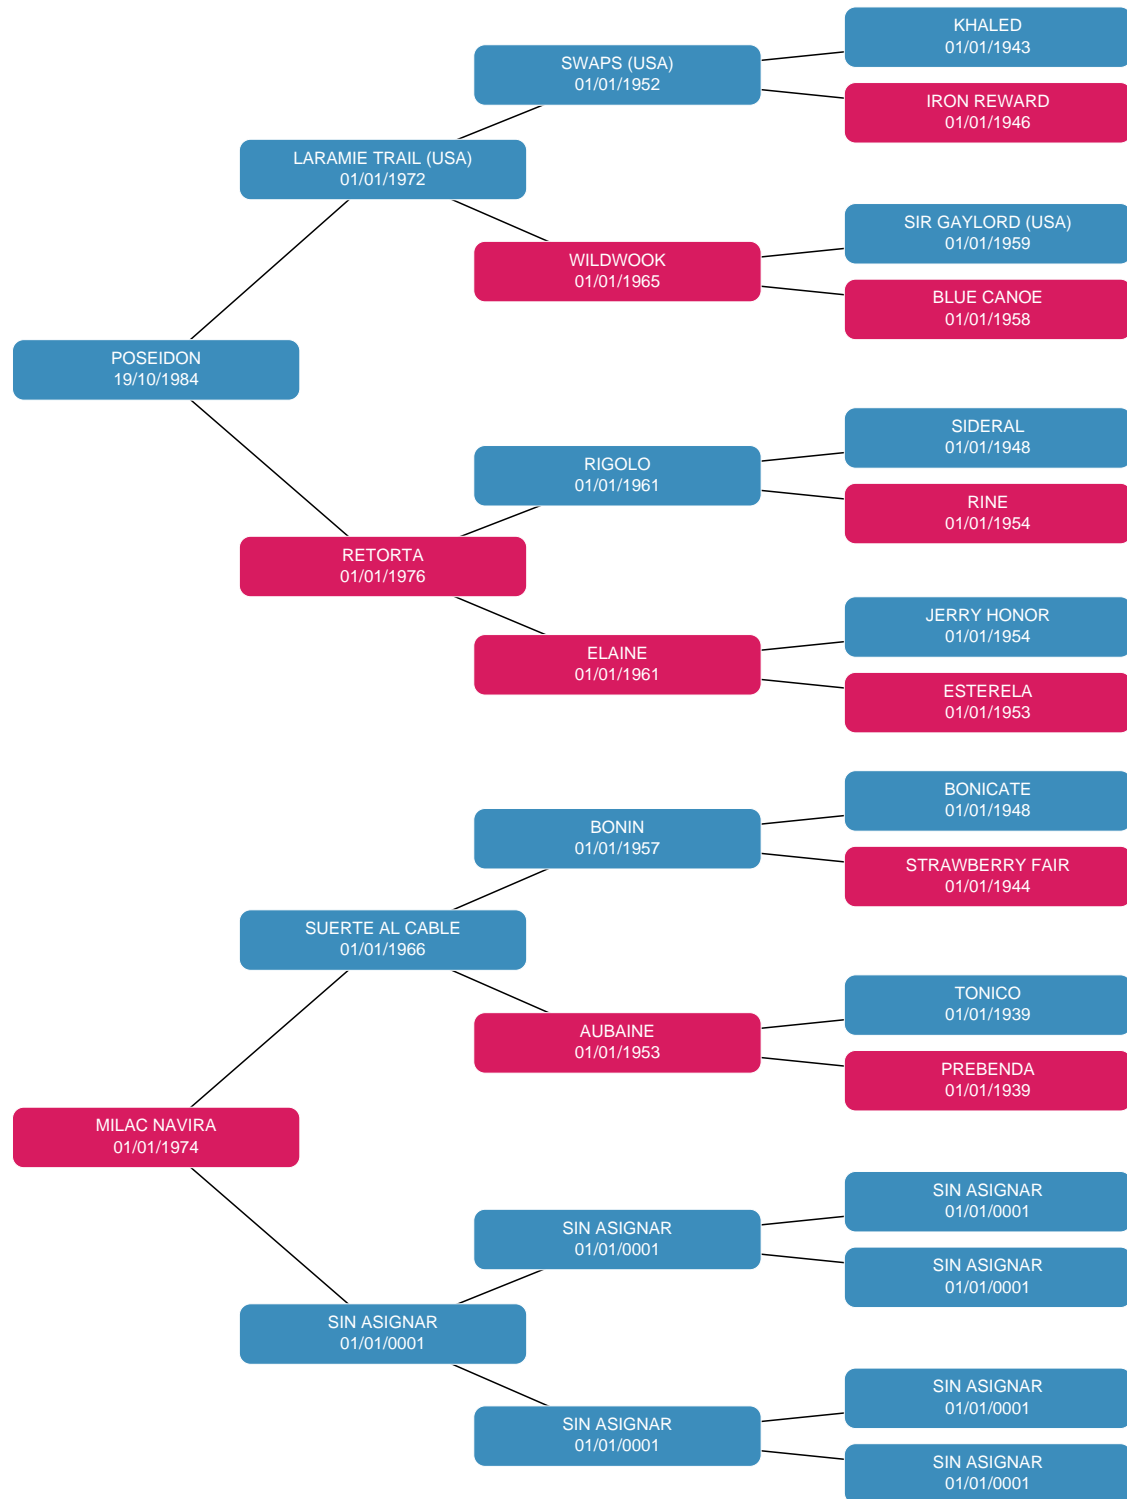 KHALED
01/01/1943
SWAPS (USA)
01/01/1952
IRON REWARD
01/01/1946
LARAMIE TRAIL (USA)
01/01/1972
SIR GAYLORD (USA)
01/01/1959
WILDWOOK
01/01/1965
BLUE CANOE
01/01/1958
POSEIDON
19/10/1984
SIDERAL
01/01/1948
RIGOLO
01/01/1961
RINE
01/01/1954
RETORTA
01/01/1976
JERRY HONOR
01/01/1954
ELAINE
01/01/1961
ESTERELA
01/01/1953
BONICATE
01/01/1948
BONIN
01/01/1957
STRAWBERRY FAIR
01/01/1944
SUERTE AL CABLE
01/01/1966
TONICO
01/01/1939
AUBAINE
01/01/1953
PREBENDA
01/01/1939
MILAC NAVIRA
01/01/1974
SIN ASIGNAR
01/01/0001
SIN ASIGNAR
01/01/0001
SIN ASIGNAR
01/01/0001
SIN ASIGNAR
01/01/0001
SIN ASIGNAR
01/01/0001
SIN ASIGNAR
01/01/0001
SIN ASIGNAR
01/01/0001